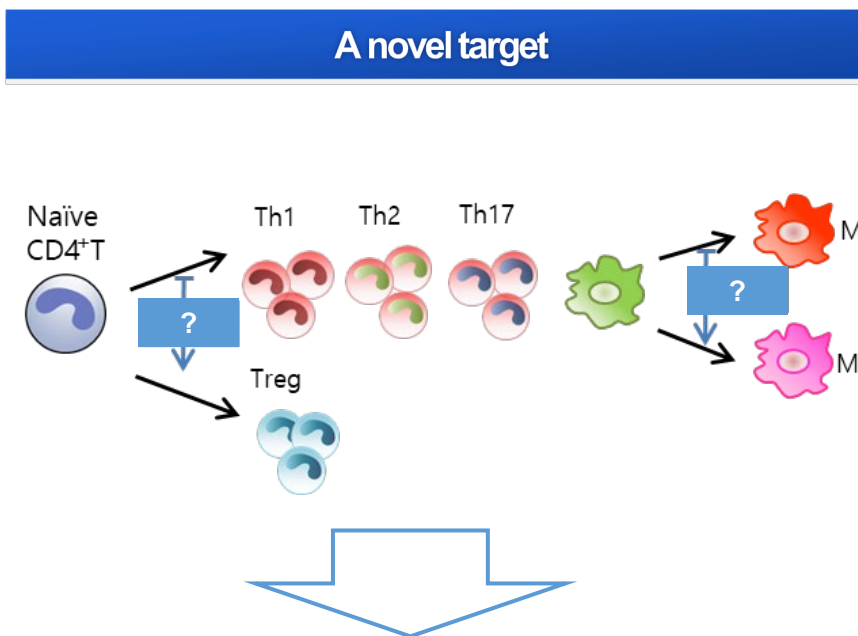 A novel target
Naïve
CD4⁺T
Th1
Th2
Th17
?
Treg
M
?
M